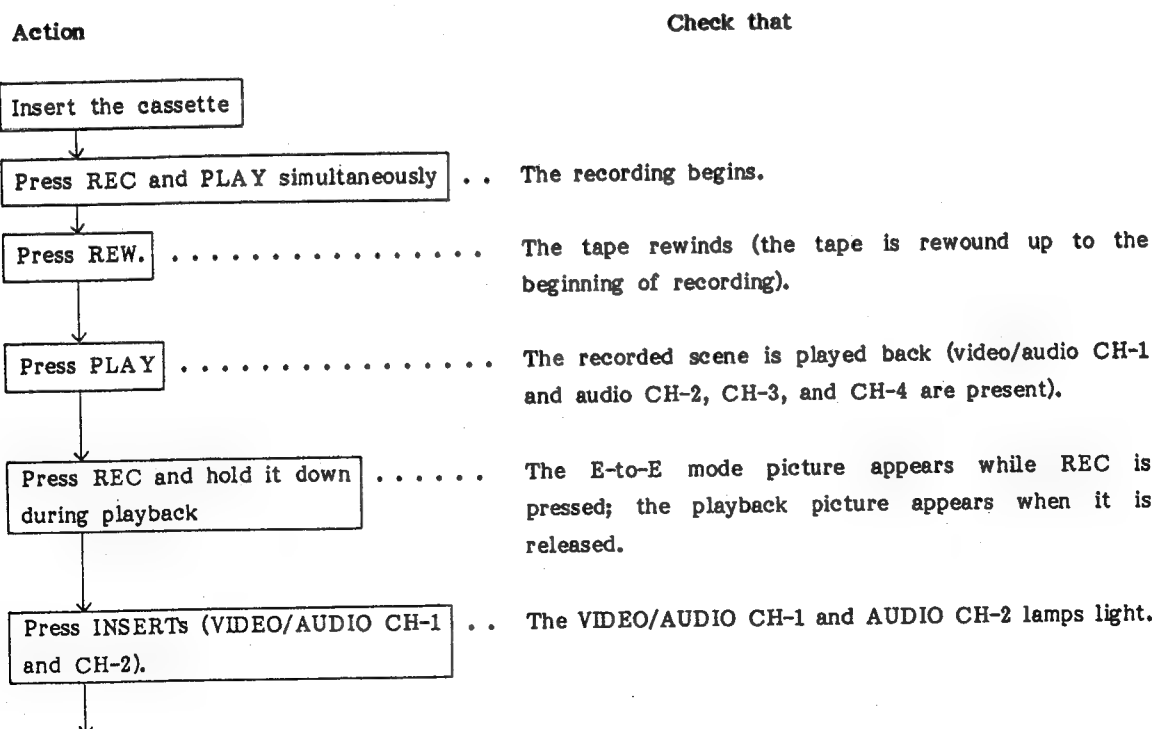 Action
Check that
Insert the cassette
Press REC and PLAY simultaneously . . The recording begins.
Press REW. . . . . . . . . . . . . . . . . The tape rewinds (the tape is rewound up to the
beginning of recording).
Press PLAY . . . . . . . . . . . . . . . . The recorded scene is played back (video/audio CH-1
and audio CH-2, CH-3, and CH-4 are present).
Press REC and hold it down . . . . . . The E-to-E mode picture appears while REC is
during playback
pressed; the playback picture appears when it is
released.
Press INSERTs (VIDEO/AUDIO CH-1 . . The VIDEO/AUDIO CH-1 and AUDIO CH-2 lamps light.
and CH-2).